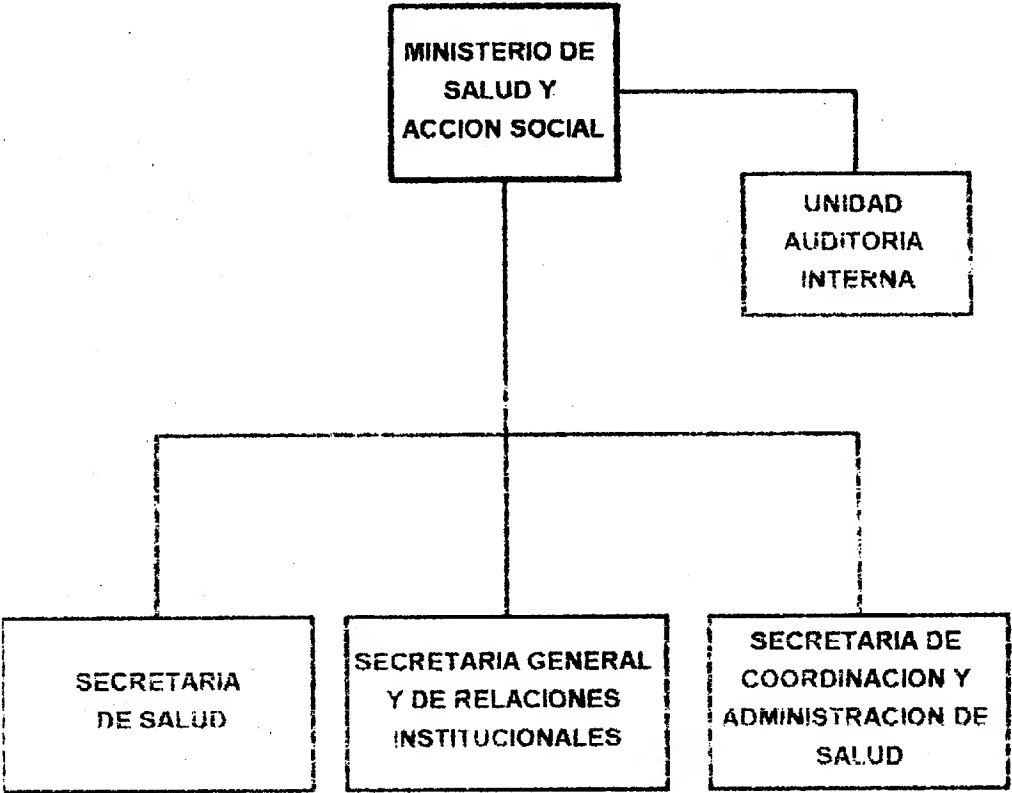 MINISTERIO DE
SALUD Y
ACCION SOCIAL
UNIDAD
AUDITORIA
INTERNA
SECRETARIA
DE SALUD
SECRETARIA GENERAL
Y DE RELACIONES
INSTITUCIONALES
SECRETARIA DE
COORDINACION Y
ADMINISTRACION DE
SALUD